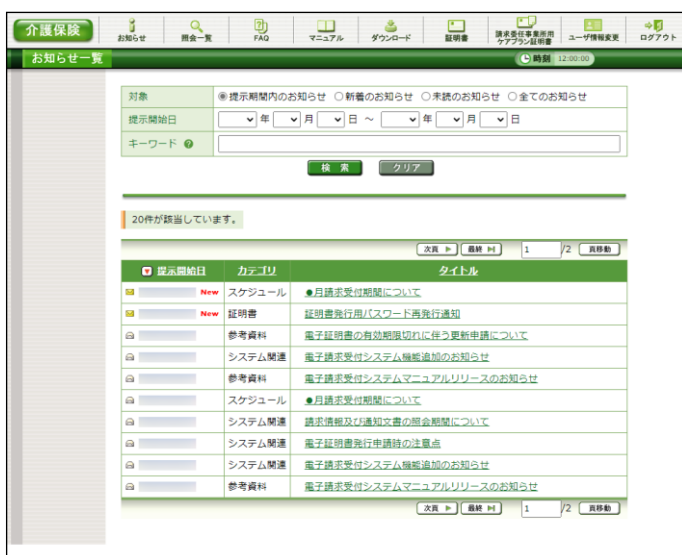 介護保険
お知らせ 照会一覧 FAQ マニュアル ダウンロード 証明書 請求委任事業所用 ケアプラン証明書 ユーザ情報変更 ログアウト
お知らせ一覧 時刻 12:00:00
対象 提示期間内のお知らせ 新着のお知らせ 未読のお知らせ 全てのお知らせ
提示開始日 年 月 日 ～ 年 月 日
キーワード ?
検 索 クリア
20件が該当しています。
次頁 最終 1 /2 頁移動
提示開始日 カテゴリ タイトル
New スケジュール ●月請求受付期間について
New 証明書 証明書発行用パスワード再発行通知
参考資料 電子証明書の有効期限切れに伴う更新申請について
システム関連 電子請求受付システム機能追加のお知らせ
参考資料 電子請求受付システムマニュアルリリースのお知らせ
スケジュール ●月請求受付期間について
システム関連 請求情報及び通知文書の照会期間について
システム関連 電子証明書発行申請時の注意点
システム関連 電子請求受付システム機能追加のお知らせ
参考資料 電子請求受付システムマニュアルリリースのお知らせ
次頁 最終 1 /2 頁移動